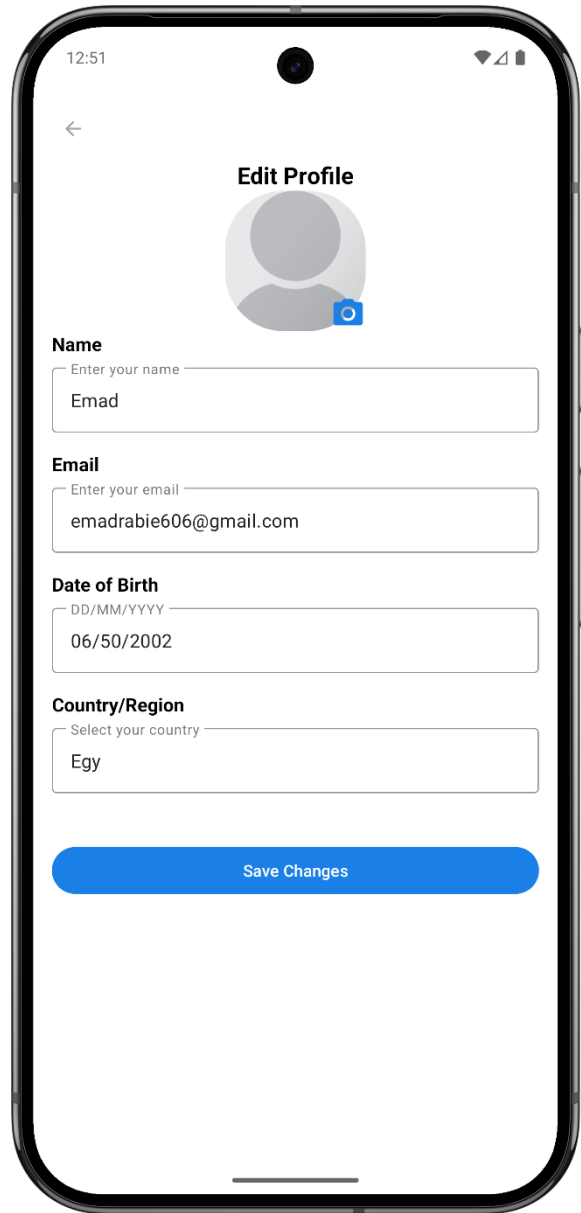 12:51
Edit Profile
Name
Enter your name
Emad
Email
Enter your email
emadrabie606@gmail.com
Date of Birth
DD/MM/YYYY
06/50/2002
Country/Region
Select your country
Egy
Save Changes